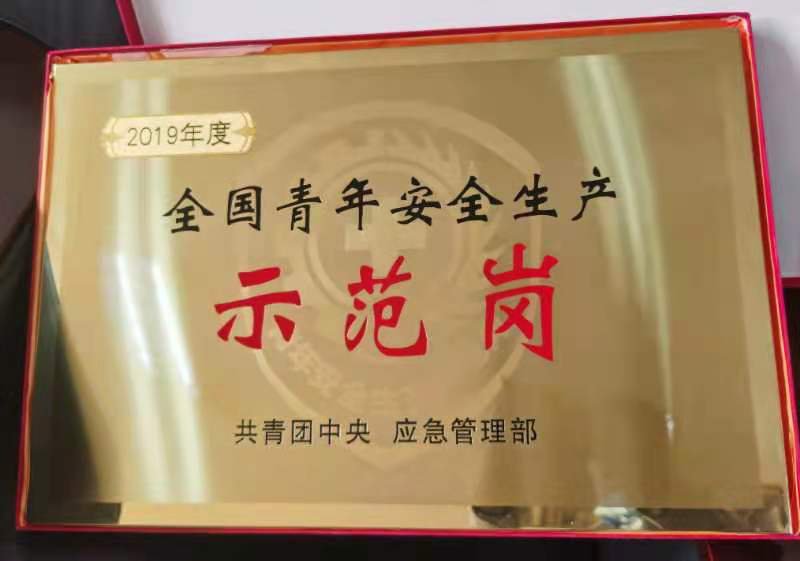 2019年度
全国青年安全生产
示范岗
共青团中央 应急管理部